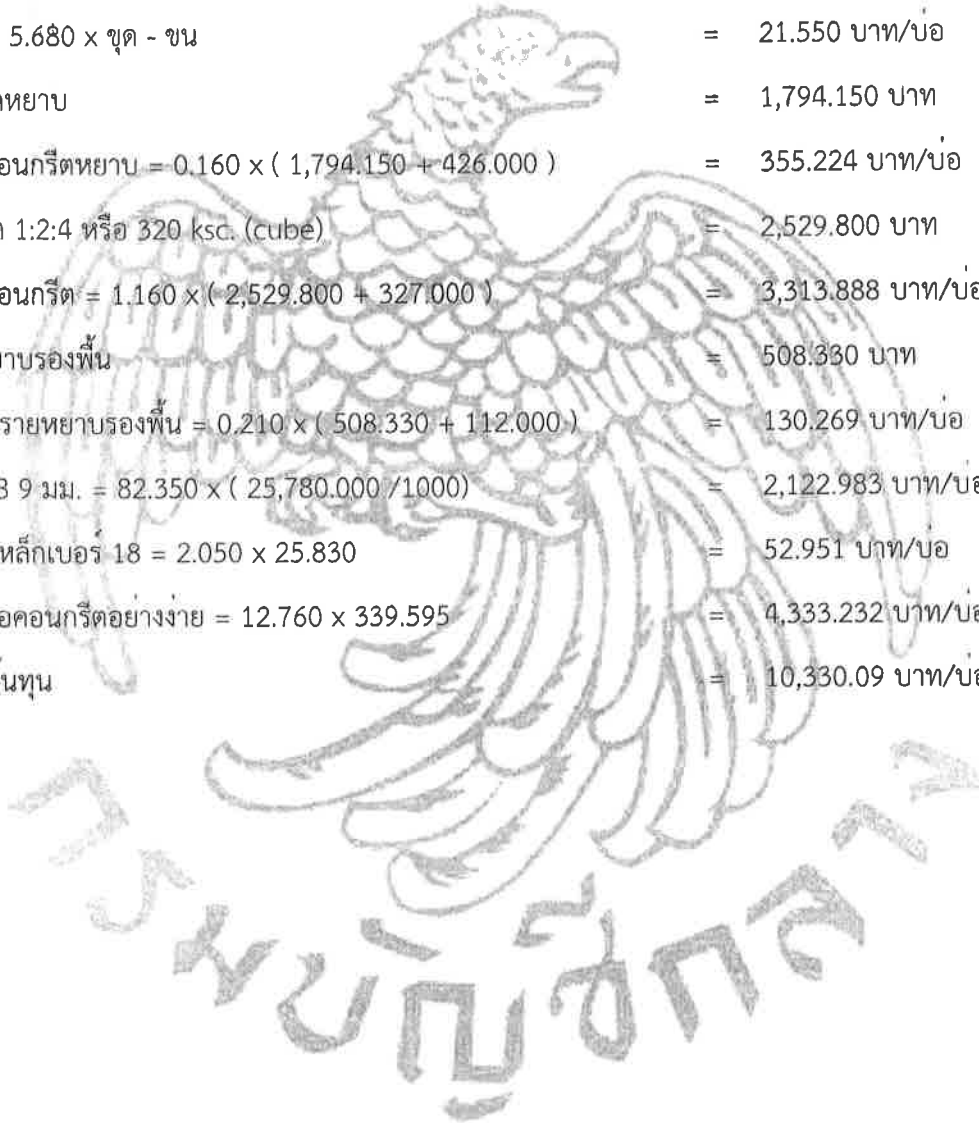 5.680 x ขุด - ขน = 21.550 บาท/บ่อ
หยาบ = 1,794.150 บาท
อนกรีตหยาบ = 0.160 x ( 1,794.150 + 426.000 ) = 355.224 บาท/บ่อ
1:2:4 หรือ 320 ksc. (cube) = 2,529.800 บาท
อนกรีต = 1.160 x ( 2,529.800 + 327.000 ) = 3,313.888 บาท/บ่อ
าบรองพื้น = 508.330 บาท
รายหยาบรองพื้น = 0.210 x ( 508.330 + 112.000 ) = 130.269 บาท/บ่อ
9 มม. = 82.350 x ( 25,780.000 /1000) = 2,122.983 บาท/บ่อ
หล็กเบอร์ 18 = 2.050 x 25.830 = 52.951 บาท/บ่อ
อคอนกรีตอย่างง่าย = 12.760 x 339.595 = 4,333.232 บาท/บ่อ
นทุน = 10,330.09 บาท/บ่อ
กรมบัญชีกลาง